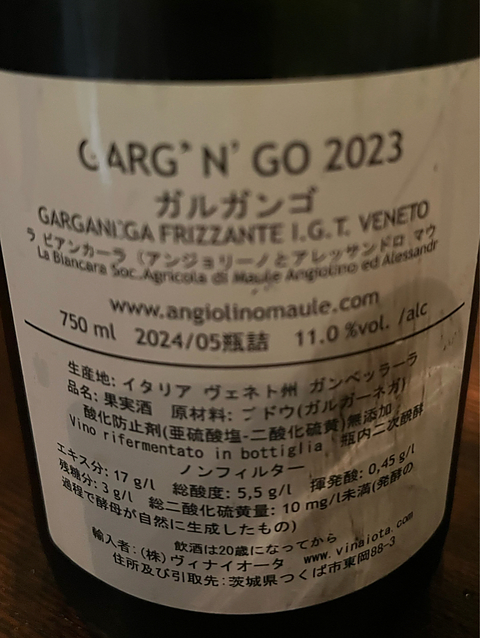 GARG' N' GO 2023
ガルガンゴ
GARGANEGA FRIZZANTE I.G.T. VENETO
ラ ビアンカーラ (アンジョリーノとアレッサンドロ マウ
La Biancara Soc. Agricola di Maule Angiolino ed Alessandr
www.angiolinomaule.com
750 ml 2024/05瓶詰 11.0 %vol. /alc
生産地: イタリア ヴェネト州 ガンベッラーラ
品名: 果実酒 原材料: ブドウ(ガルガーネガ)
酸化防止剤(亜硫酸塩-二酸化硫黄)無添加
Vino rifermentato in bottiglia 瓶内二次醗酵
ノンフィルター
エキス分: 17 g/l 総酸度: 5,5 g/l 揮発酸: 0,45 g/l
残糖分: 3 g/l 総二酸化硫黄量: 10 mg/l未満(発酵の
過程で酵母が自然に生成したもの)
飲酒は20歳になってから
輸入者: (株) ヴィナイオータ www.vinaiota.com
住所及び引取先: 茨城県つくば市東岡88-3